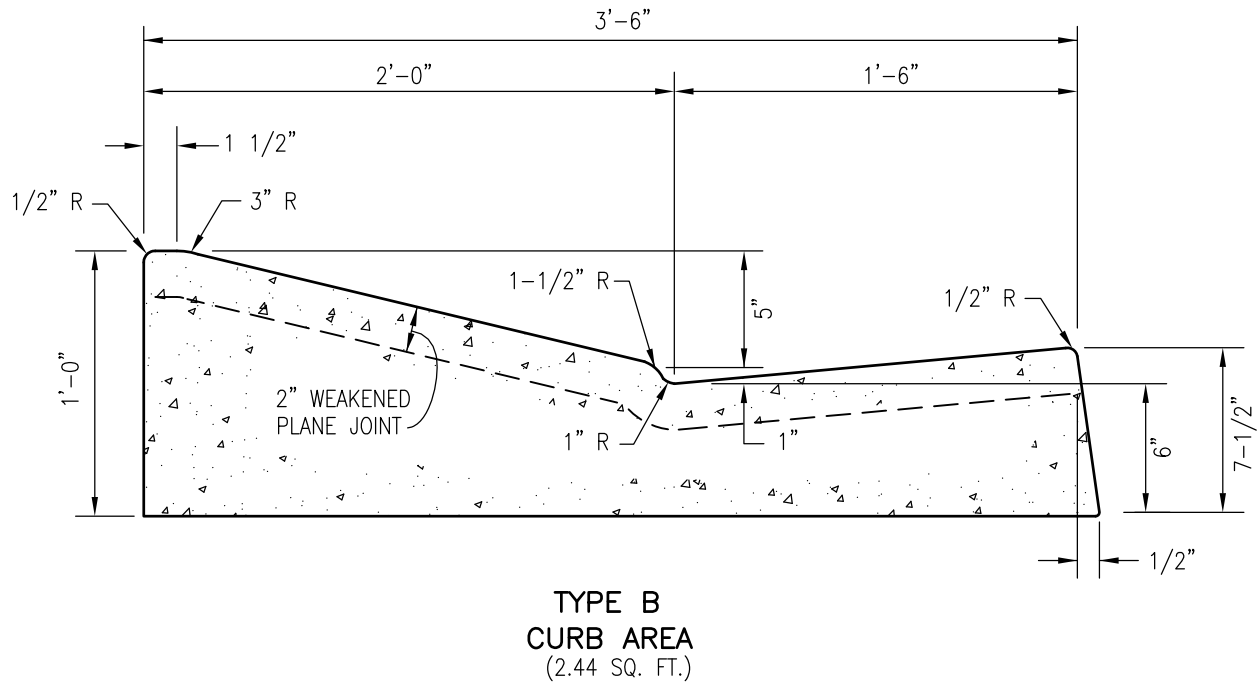 3'-6"
2'-0"
1'-6"
1 1/2"
1/2" R
3" R
1-1/2" R
5"
1/2" R
1'-0"
2" WEAKENED
PLANE JOINT
1" R
1"
6"
7-1/2"
1/2"
TYPE B
CURB AREA
(2.44 SQ. FT.)